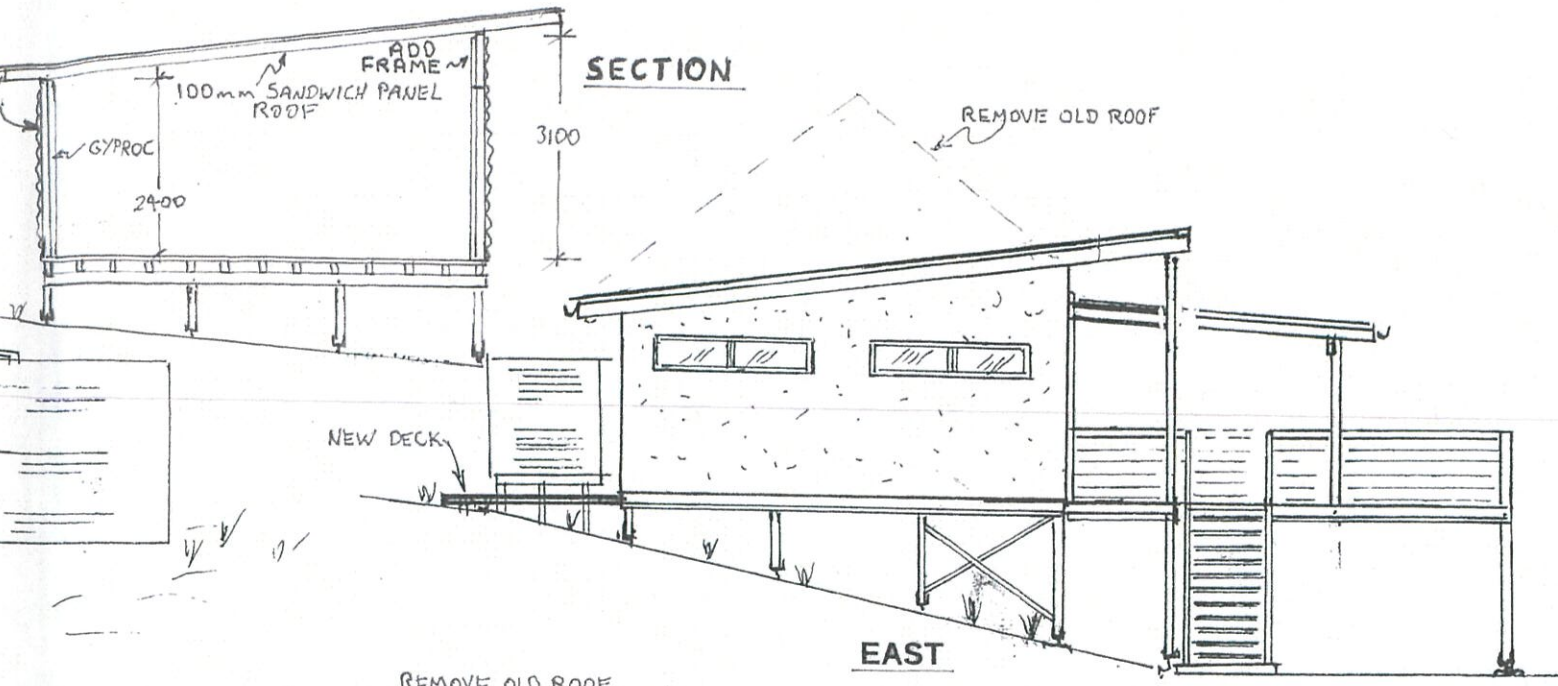 ADD
FRAME
100mm SANDWICH PANEL
ROOF
SECTION
GYPROC
2400
3100
REMOVE OLD ROOF
NEW DECK
EAST
REMOVE OLD ROOF